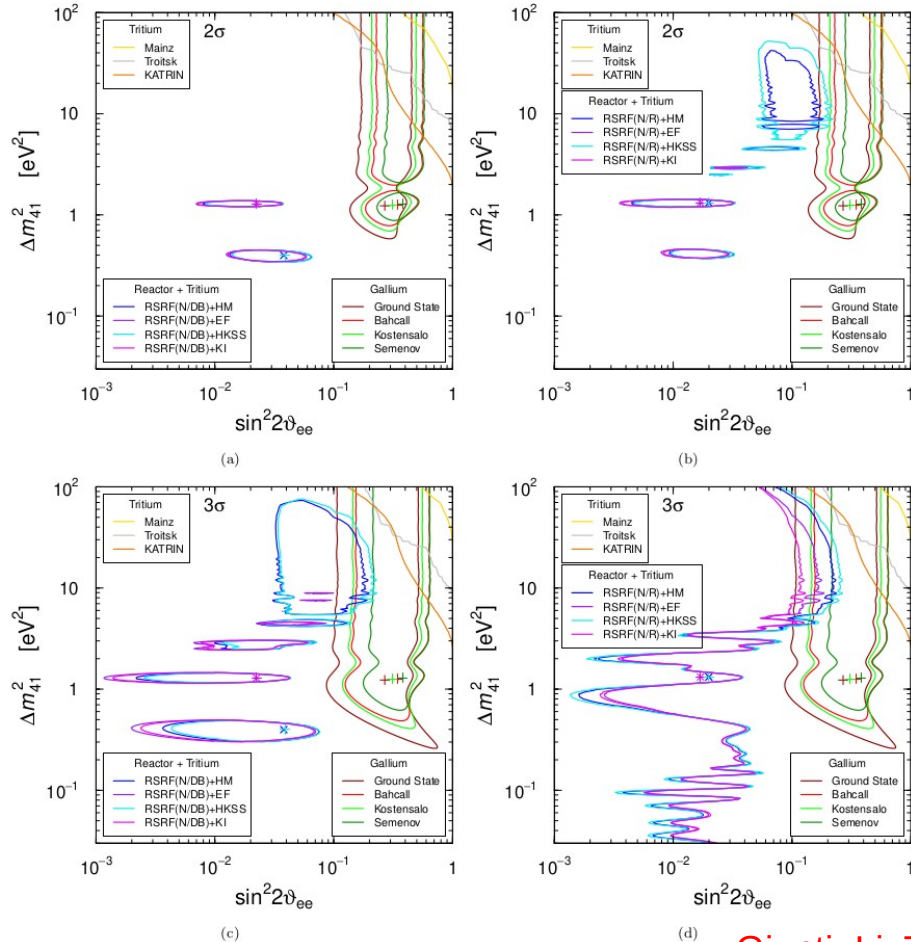 Tritium
Mainz
Troitsk
KATRIN
2σ
Reactor + Tritium
RSRF(N/DB)+HM
RSRF(N/DB)+EF
RSRF(N/DB)+HKSS
RSRF(N/DB)+KI
Gallium
Ground State
Bahcall
Kostensalo
Semenov
10²
10
1
10⁻¹
Δm²₄₁ [eV²]
10⁻³ 10⁻² 10⁻¹ 1
sin²2ϑee
(a)
Tritium
Mainz
Troitsk
KATRIN
2σ
Reactor + Tritium
RSRF(N/R)+HM
RSRF(N/R)+EF
RSRF(N/R)+HKSS
RSRF(N/R)+KI
Gallium
Ground State
Bahcall
Kostensalo
Semenov
10²
10
1
10⁻¹
Δm²₄₁ [eV²]
10⁻³ 10⁻² 10⁻¹ 1
sin²2ϑee
(b)
Tritium
Mainz
Troitsk
KATRIN
3σ
Reactor + Tritium
RSRF(N/DB)+HM
RSRF(N/DB)+EF
RSRF(N/DB)+HKSS
RSRF(N/DB)+KI
Gallium
Ground State
Bahcall
Kostensalo
Semenov
10²
10
1
10⁻¹
Δm²₄₁ [eV²]
10⁻³ 10⁻² 10⁻¹ 1
sin²2ϑee
(c)
Tritium
Mainz
Troitsk
KATRIN
3σ
Reactor + Tritium
RSRF(N/R)+HM
RSRF(N/R)+EF
RSRF(N/R)+HKSS
RSRF(N/R)+KI
Gallium
Ground State
Bahcall
Kostensalo
Semenov
10²
10
1
10⁻¹
Δm²₄₁ [eV²]
10⁻³ 10⁻² 10⁻¹ 1
sin²2ϑee
(d)